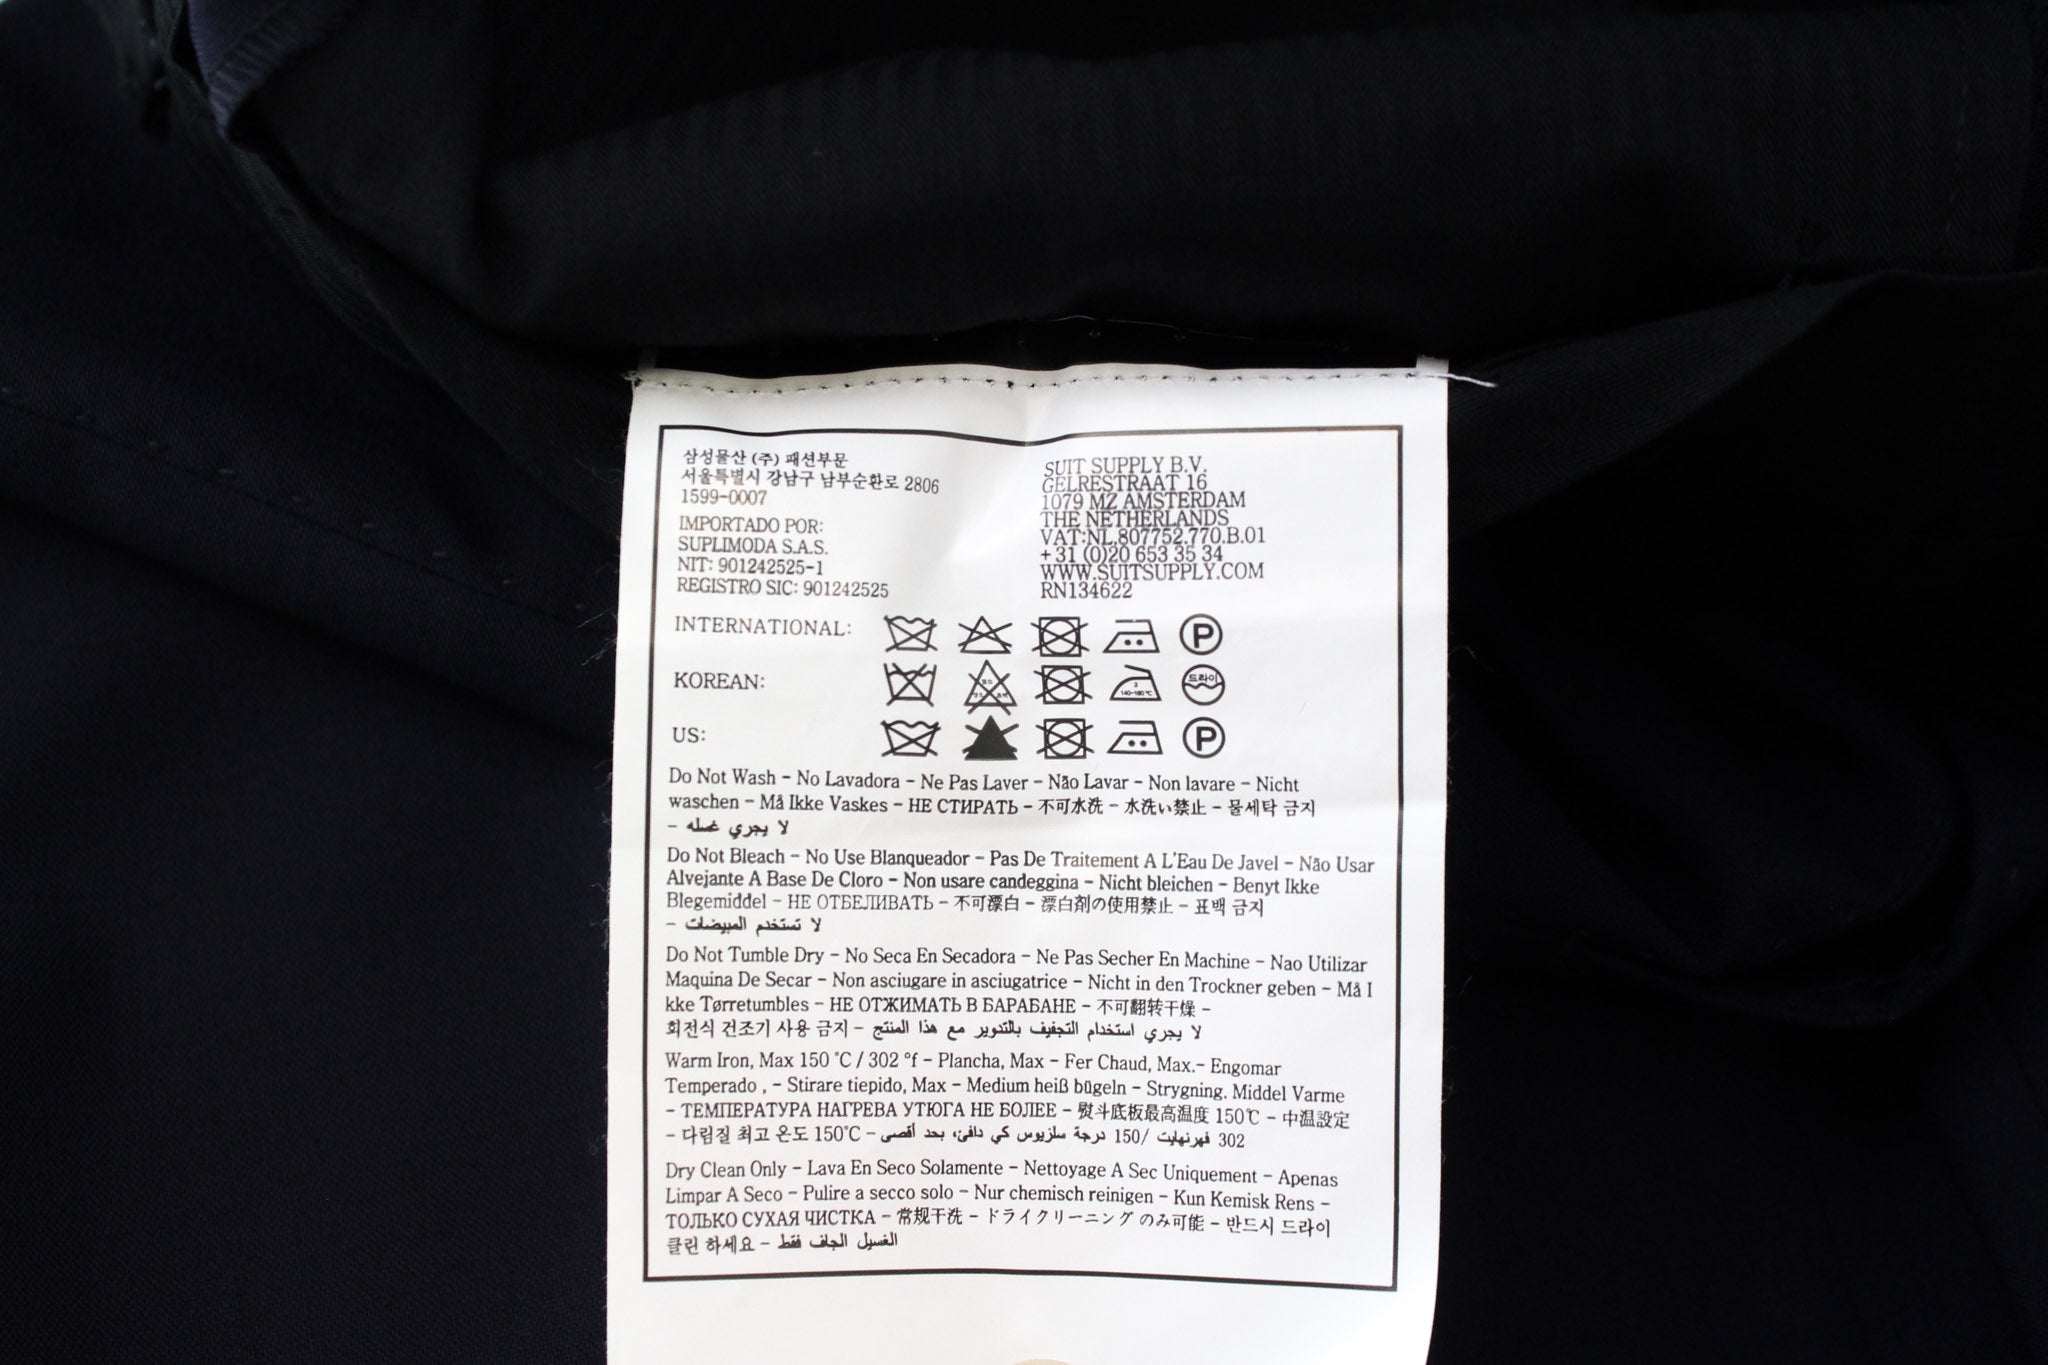 삼성물산 (주) 패션부문
서울특별시 강남구 남부순환로 2806
1599-0007
IMPORTADO POR:
SUPLIMODA S.A.S.
NIT: 901242525-1
REGISTRO SIC: 901242525
SUIT SUPPLY B.V.
GELRESTRAAT 16
1079 MZ AMSTERDAM
THE NETHERLANDS
VAT:NL.807752.770.B.01
+ 31 (0)20 653 35 34
WWW.SUITSUPPLY.COM
RN134622
INTERNATIONAL:
P
KOREAN:
140~160℃
드라이
US:
P
Do Not Wash - No Lavadora - Ne Pas Laver - Não Lavar - Non lavare - Nicht
waschen - Må Ikke Vaskes - НЕ СТИРАТЬ - 不可水洗 - 水洗い禁止 - 물세탁 금지
- لا يجري غسله
Do Not Bleach - No Use Blanqueador - Pas De Traitement A L'Eau De Javel - Não Usar
Alvejante A Base De Cloro - Non usare candeggina - Nicht bleichen - Benyt Ikke
Blegemiddel - НЕ ОТБЕЛИВАТЬ - 不可漂白 - 漂白剤の使用禁止 - 표백 금지
- لا تستخدم المبيضات
Do Not Tumble Dry - No Seca En Secadora - Ne Pas Secher En Machine - Nao Utilizar
Maquina De Secar - Non asciugare in asciugatrice - Nicht in den Trockner geben - Må I
kke Tørretumbles - НЕ ОТЖИМАТЬ В БАРАБАНЕ - 不可翻转干燥 -
회전식 건조기 사용 금지 - لا يجري استخدام التجفيف بالتدوير مع هذا المنتج
Warm Iron, Max 150 ℃ / 302 °f - Plancha, Max - Fer Chaud, Max.- Engomar
Temperado , - Stirare tiepido, Max - Medium heiß bügeln - Strygning. Middel Varme
- ТЕМПЕРАТУРА НАГРЕВА УТЮГА НЕ БОЛЕЕ - 熨斗底板最高温度 150℃ - 中温設定
- 다림질 최고 온도 150℃ - 302 فهرنهايت /150 درجة سلزيوس كي دافئ، بحد أقصى
Dry Clean Only - Lava En Seco Solamente - Nettoyage A Sec Uniquement - Apenas
Limpar A Seco - Pulire a secco solo - Nur chemisch reinigen - Kun Kemisk Rens -
ТОЛЬКО СУХАЯ ЧИСТКА - 常规干洗 - ドライクリーニング のみ可能 - 반드시 드라이
클린 하세요 - الغسيل الجاف فقط